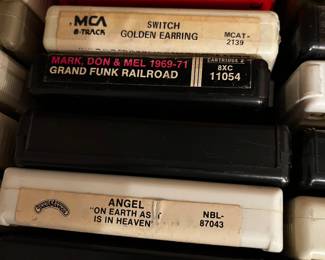 MCA
8-TRACK
SWITCH
GOLDEN EARRING
MCAT-
2139
MARK, DON & MEL 1969-71
GRAND FUNK RAILROAD
CARTRIDGE 2
8XC
11054
ANGEL
"ON EARTH AS
IS IN HEAVEN"
NBL-
87043